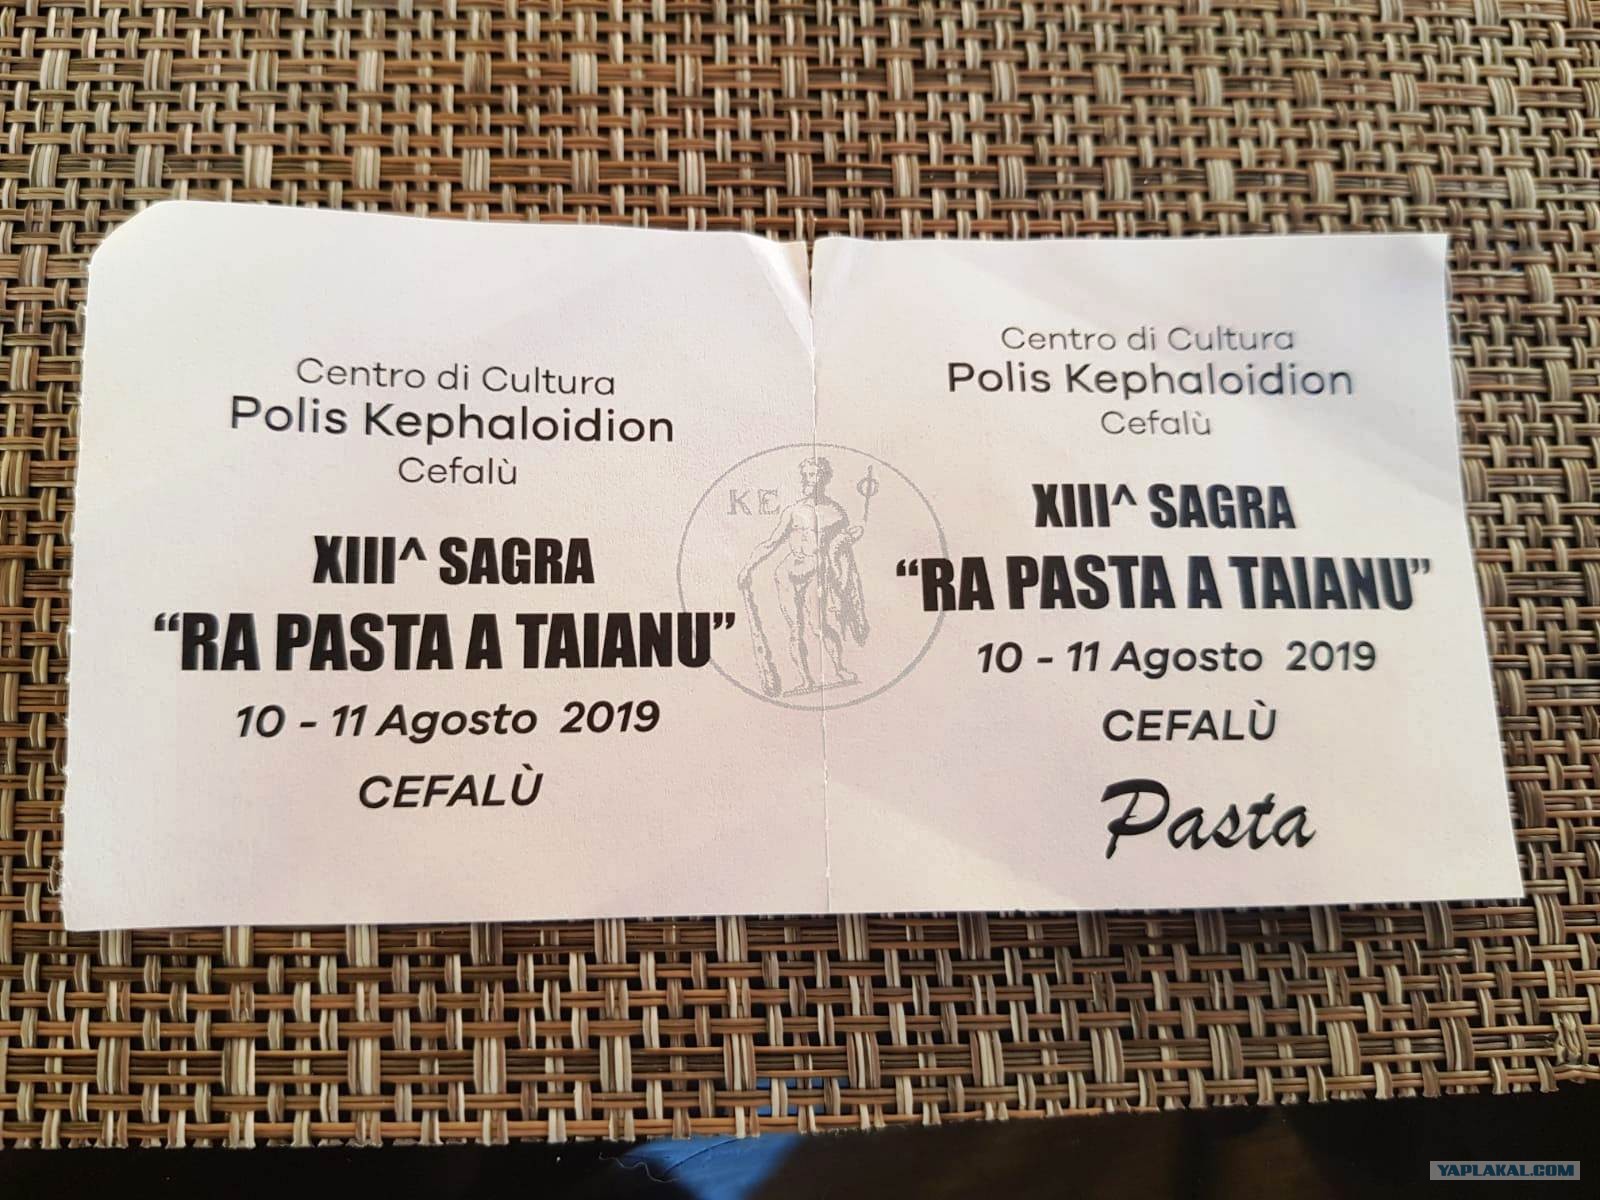 Centro di Cultura
Polis Kephaloidion
Cefalù
XIII^ SAGRA
“RA PASTA A TAIANU”
10 - 11 Agosto 2019
CEFALÙ
KE
Centro di Cultura
Polis Kephaloidion
Cefalù
XIII^ SAGRA
“RA PASTA A TAIANU”
10 - 11 Agosto 2019
CEFALÙ
Pasta
YAPLAKAL.COM